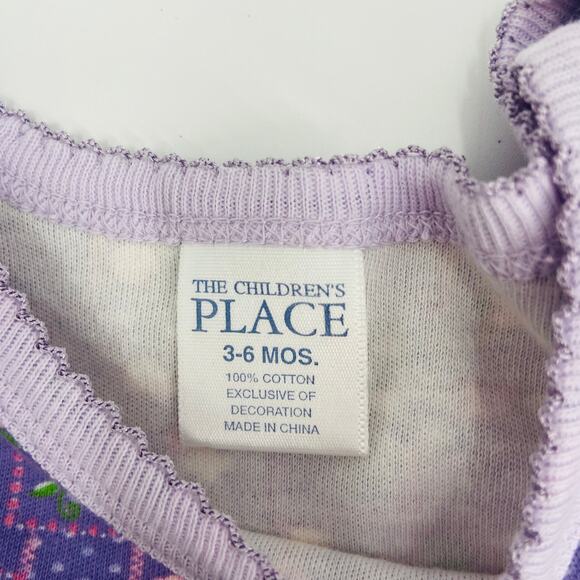 THE CHILDREN'S
PLACE
3-6 MOS.
100% COTTON
EXCLUSIVE OF
DECORATION
MADE IN CHINA